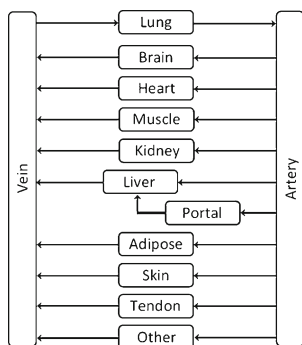 Lung
Brain
Heart
Muscle
Kidney
Liver
Portal
Adipose
Skin
Tendon
Other
Vein
Artery